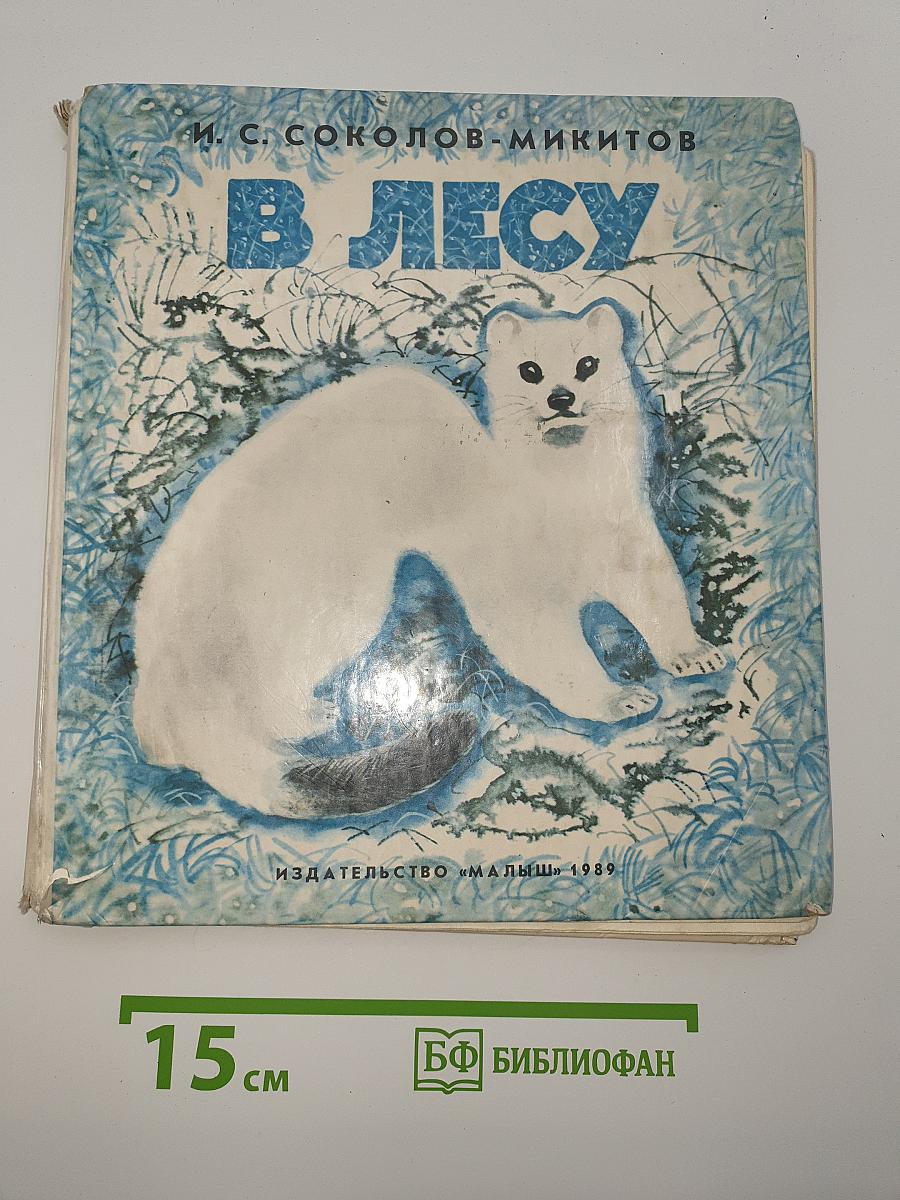 И. С. СОКОЛОВ-МИКИТОВ
В ЛЕСУ
ИЗДАТЕЛЬСТВО «МАЛЫШ» 1989
15 см
БФ БИБЛИОФАН